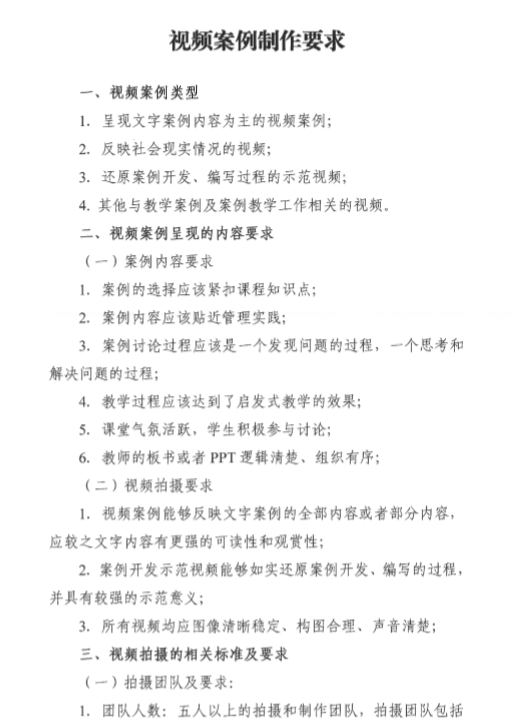 视频案例制作要求
一、视频案例类型
1. 呈现文字案例内容为主的视频案例；
2. 反映社会现实情况的视频；
3. 还原案例开发、编写过程的示范视频；
4. 其他与教学案例及案例教学工作相关的视频。
二、视频案例呈现的内容要求
（一）案例内容要求
1. 案例的选择应该紧扣课程知识点；
2. 案例内容应该贴近管理实践；
3. 案例讨论过程应该是一个发现问题的过程，一个思考和
解决问题的过程；
4. 教学过程应该达到了启发式教学的效果；
5. 课堂气氛活跃，学生积极参与讨论；
6. 教师的板书或者 PPT 逻辑清楚、组织有序；
（二）视频拍摄要求
1. 视频案例能够反映文字案例的全部内容或者部分内容，
应较之文字内容有更强的可读性和观赏性；
2. 案例开发示范视频能够如实还原案例开发、编写的过程，
并具有较强的示范意义；
3. 所有视频均应图像清晰稳定、构图合理、声音清楚；
三、视频拍摄的相关标准及要求
（一）拍摄团队及要求：
1. 团队人数：五人以上的拍摄和制作团队，拍摄团队包括